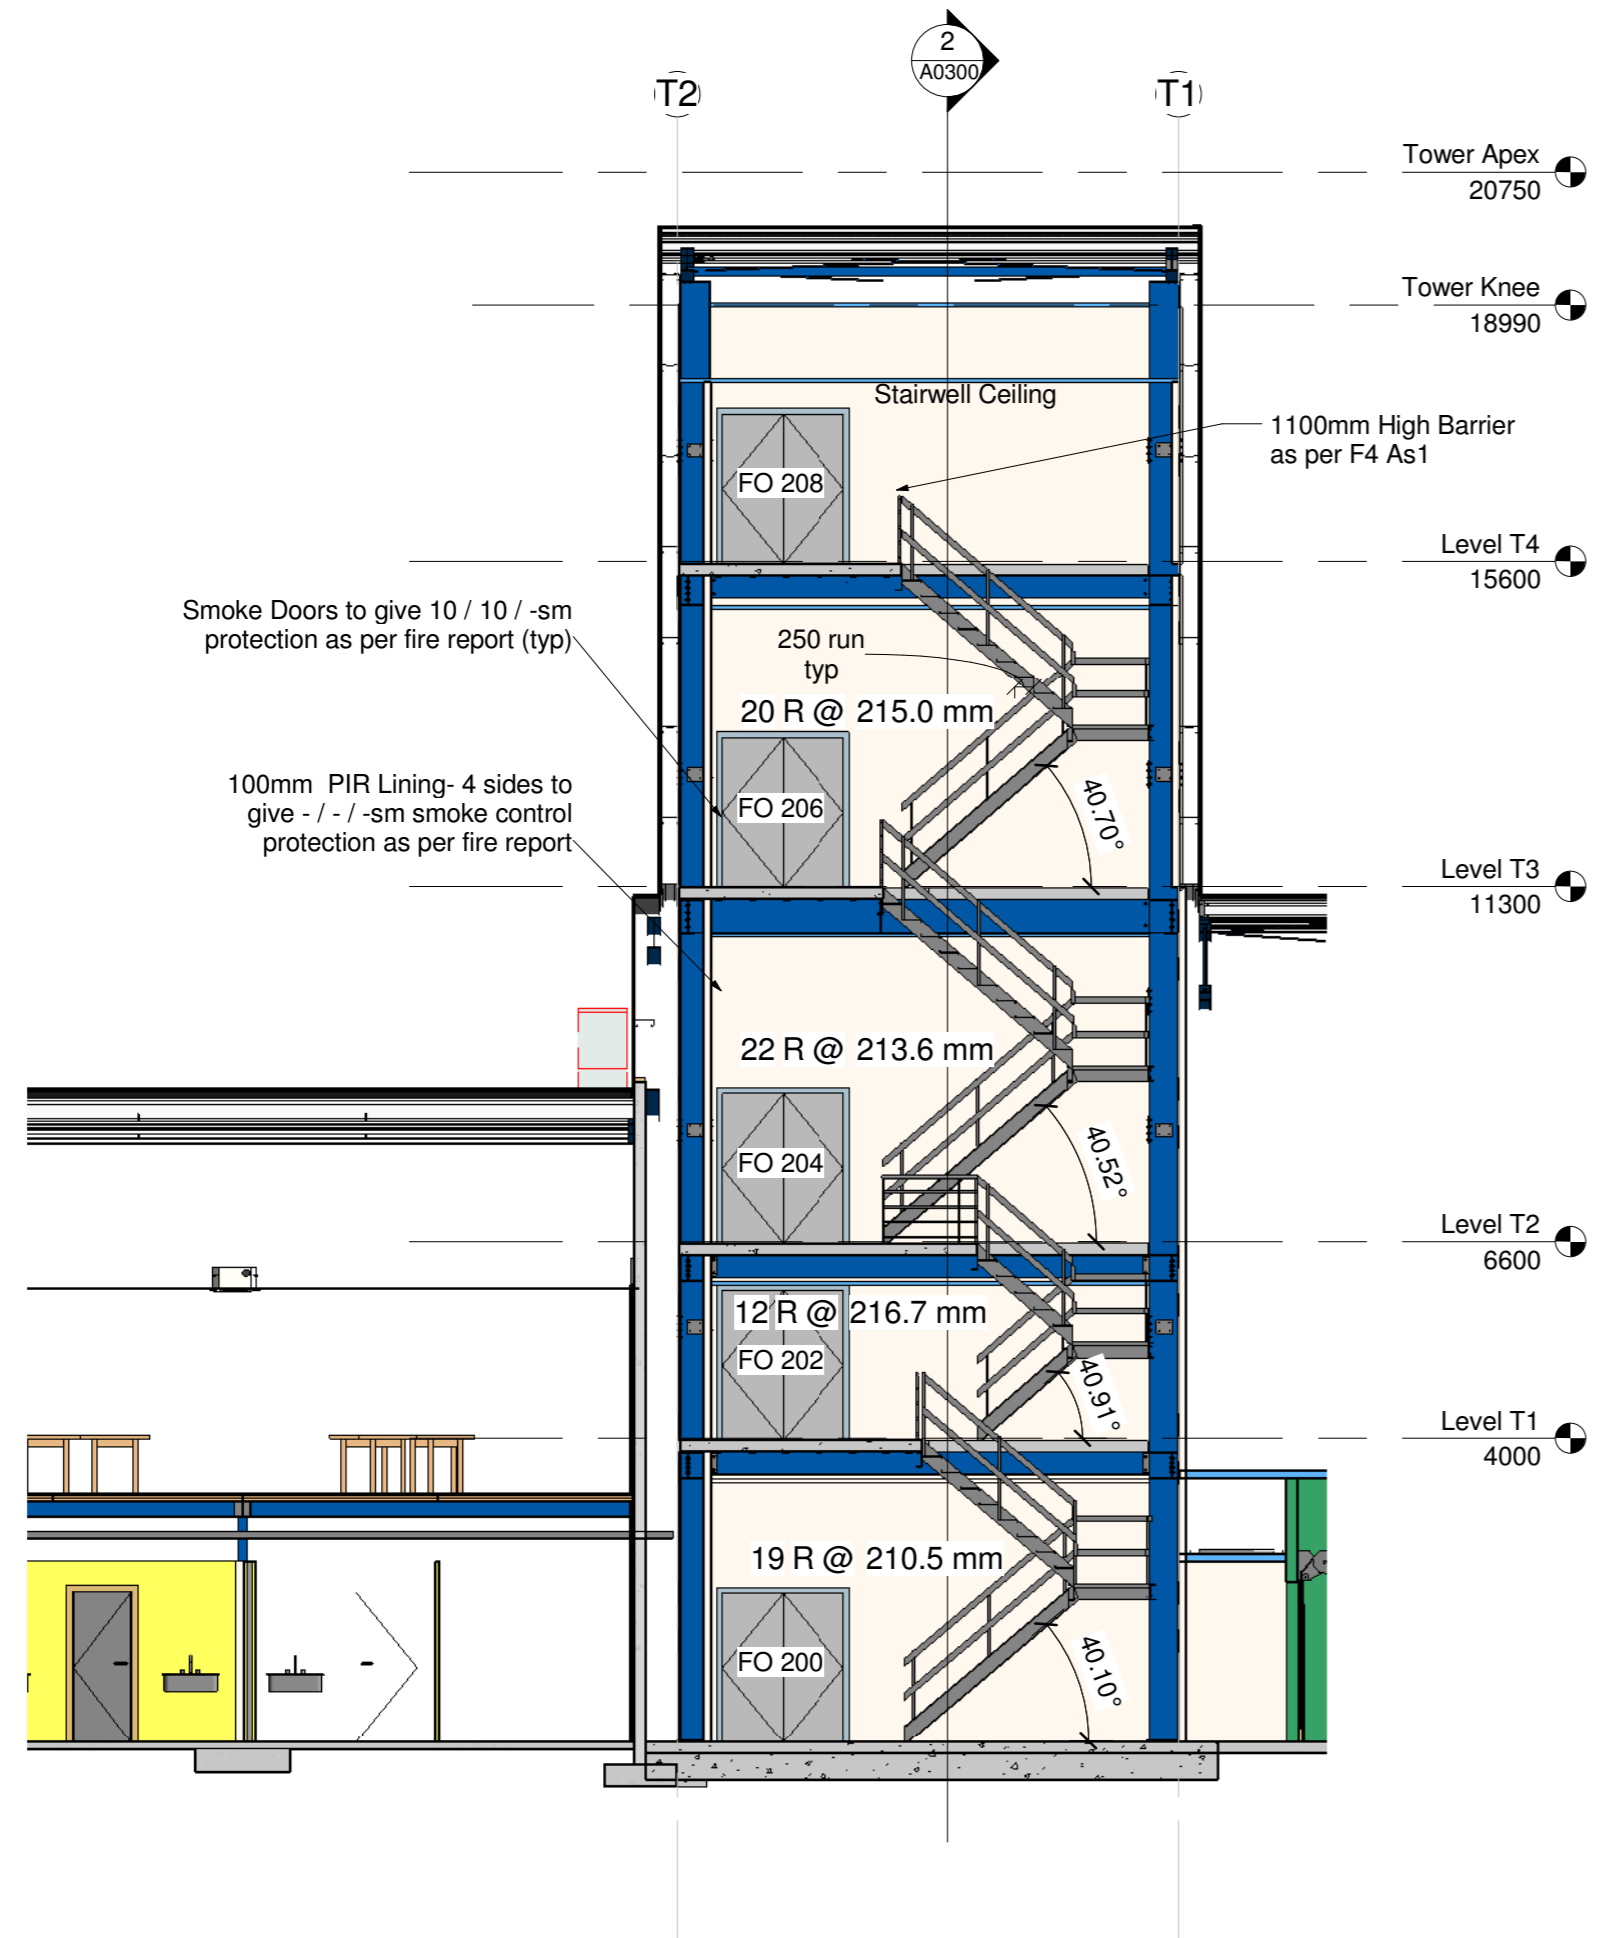 2
A0300
T2
T1
Tower Apex
20750
Tower Knee
18990
Stairwell Ceiling
1100mm High Barrier
as per F4 As1
FO 208
Level T4
15600
Smoke Doors to give 10 / 10 / -sm
protection as per fire report (typ)
250 run
typ
20 R @ 215.0 mm
100mm  PIR Lining- 4 sides to
give - / - / -sm smoke control
protection as per fire report
FO 206
40.70°
Level T3
11300
22 R @ 213.6 mm
FO 204
40.52°
Level T2
6600
12 R @ 216.7 mm
FO 202
40.91°
Level T1
4000
19 R @ 210.5 mm
FO 200
40.10°